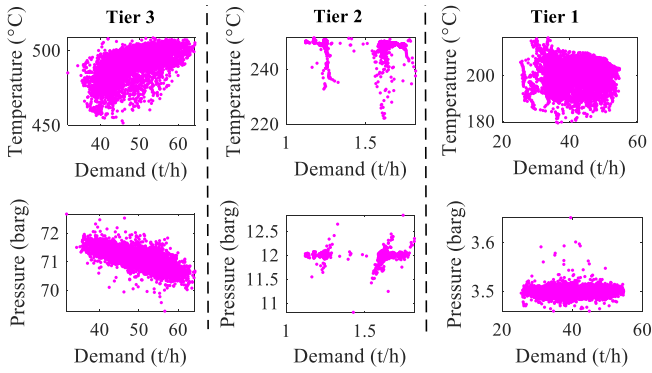 Tier 3
Tier 2
Tier 1
Temperature (°C)
500
450
40
50
60
Demand (t/h)
Temperature (°C)
240
220
1
1.5
Demand (t/h)
Temperature (°C)
200
180
20
40
60
Demand (t/h)
Pressure (barg)
72
71
70
40
50
60
Demand (t/h)
Pressure (barg)
12.5
12
11.5
11
1
1.5
Demand (t/h)
Pressure (barg)
3.6
3.5
20
40
60
Demand (t/h)